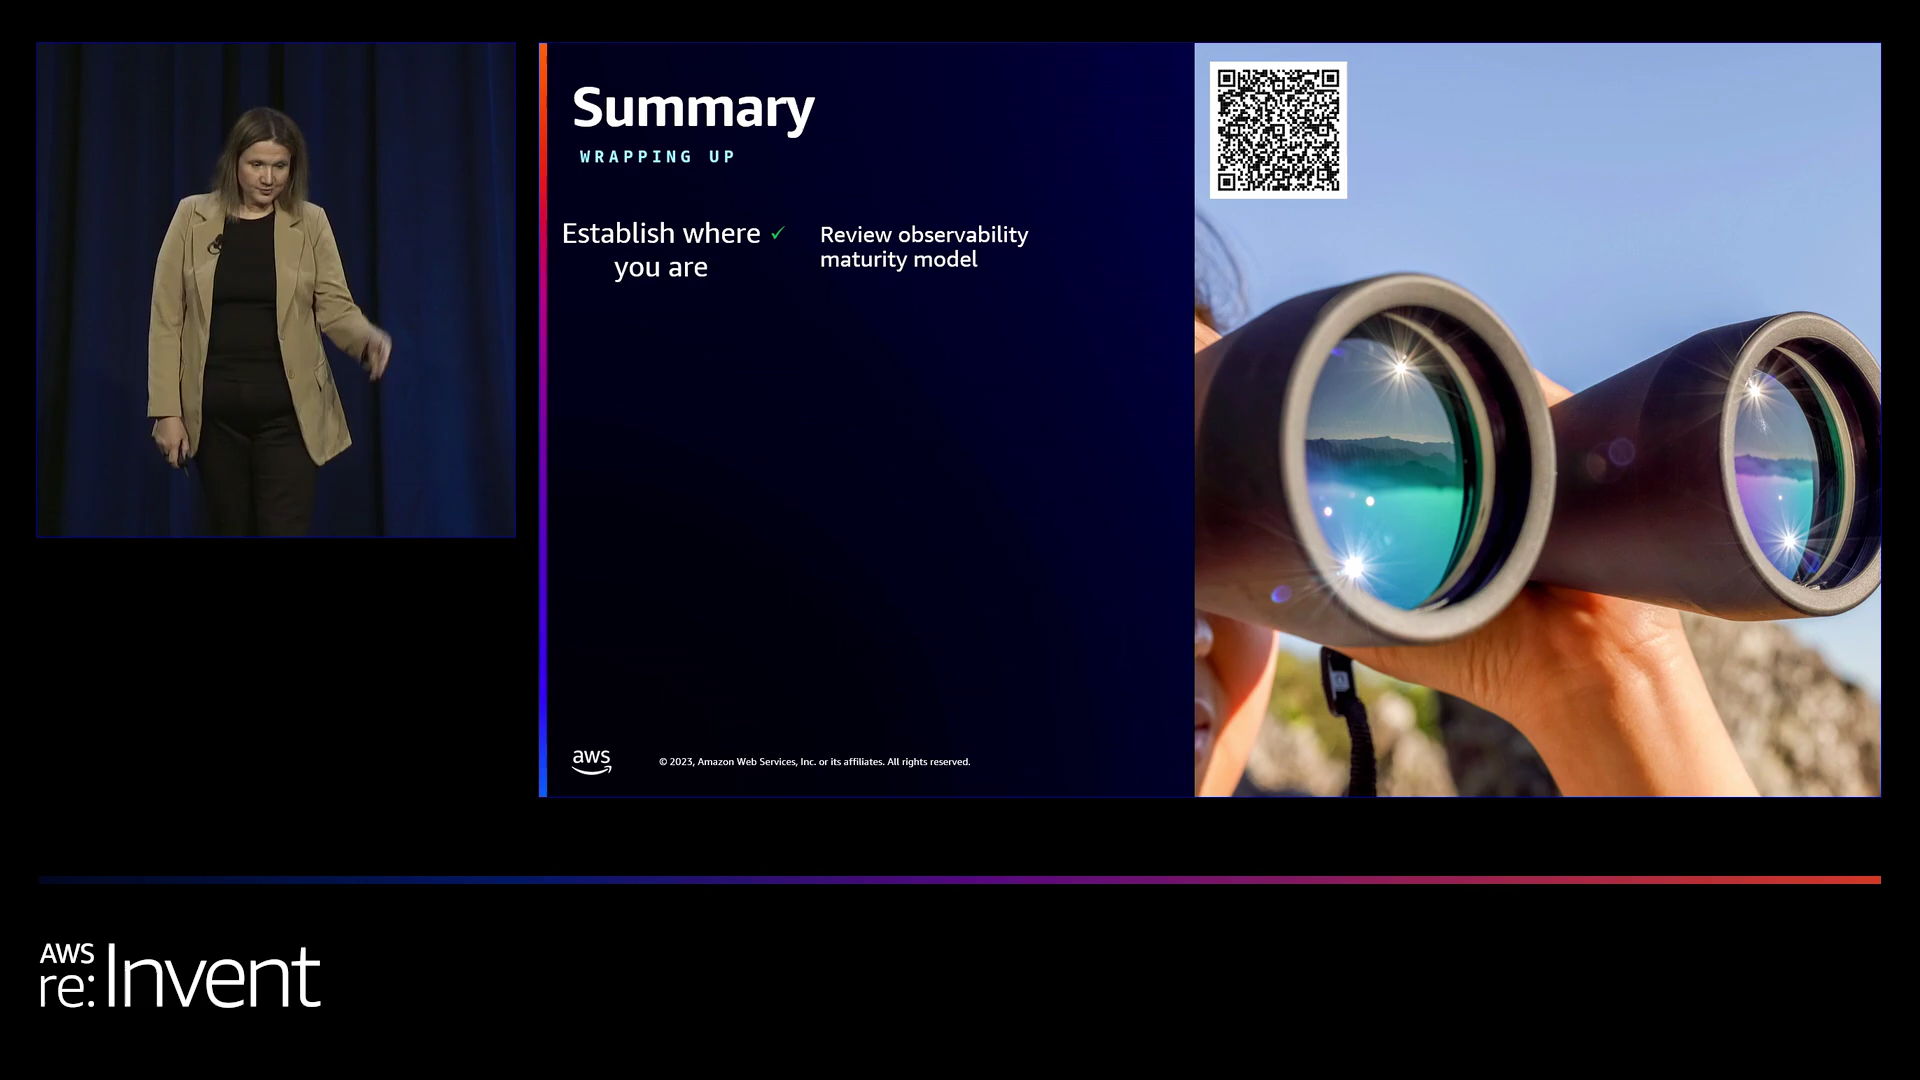 Summary
WRAPPING UP
Establish where ✓
you are
Review observability
maturity model
aws
© 2023, Amazon Web Services, Inc. or its affiliates. All rights reserved.
AWS
re:Invent